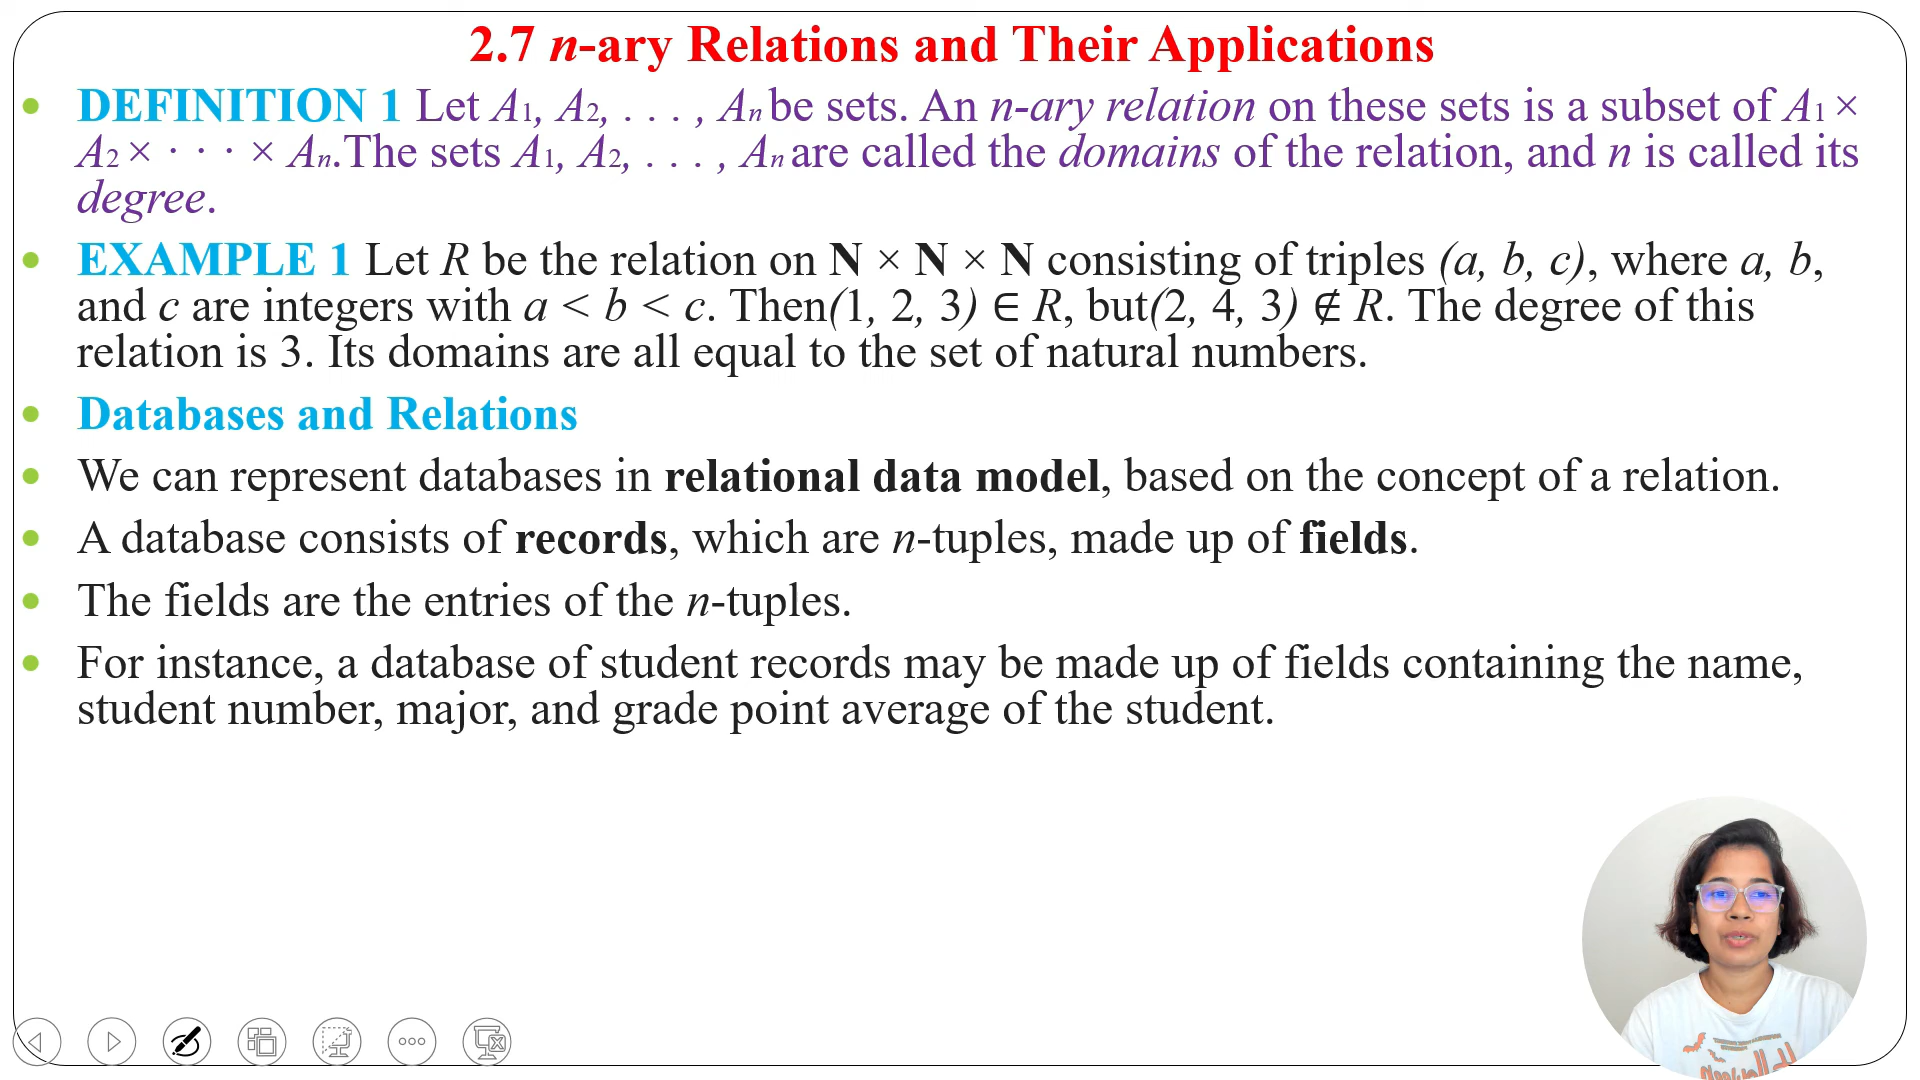 2.7 n-ary Relations and Their Applications
DEFINITION 1 Let A1, A2, . . . , An be sets. An n-ary relation on these sets is a subset of A1 ×
A2 × · · · × An.The sets A1, A2, . . . , An are called the domains of the relation, and n is called its
degree.
EXAMPLE 1 Let R be the relation on N × N × N consisting of triples (a, b, c), where a, b,
and c are integers with a < b < c. Then(1, 2, 3) ∈ R, but(2, 4, 3) ∉ R. The degree of this
relation is 3. Its domains are all equal to the set of natural numbers.
Databases and Relations
We can represent databases in relational data model, based on the concept of a relation.
A database consists of records, which are n-tuples, made up of fields.
The fields are the entries of the n-tuples.
For instance, a database of student records may be made up of fields containing the name,
student number, major, and grade point average of the student.